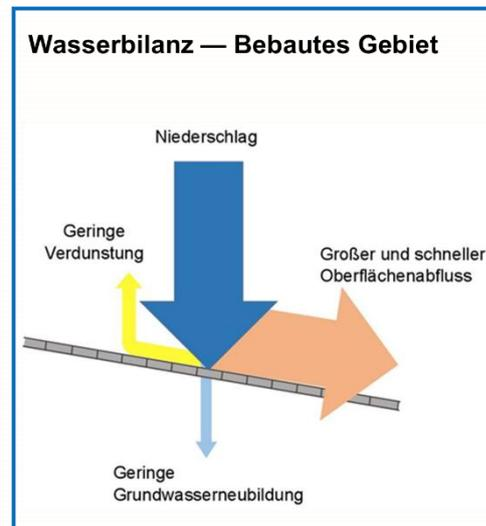 Wasserbilanz — Bebautes Gebiet
Niederschlag
Geringe
Verdunstung
Großer und schneller
Oberflächenabfluss
Geringe
Grundwasserneubildung